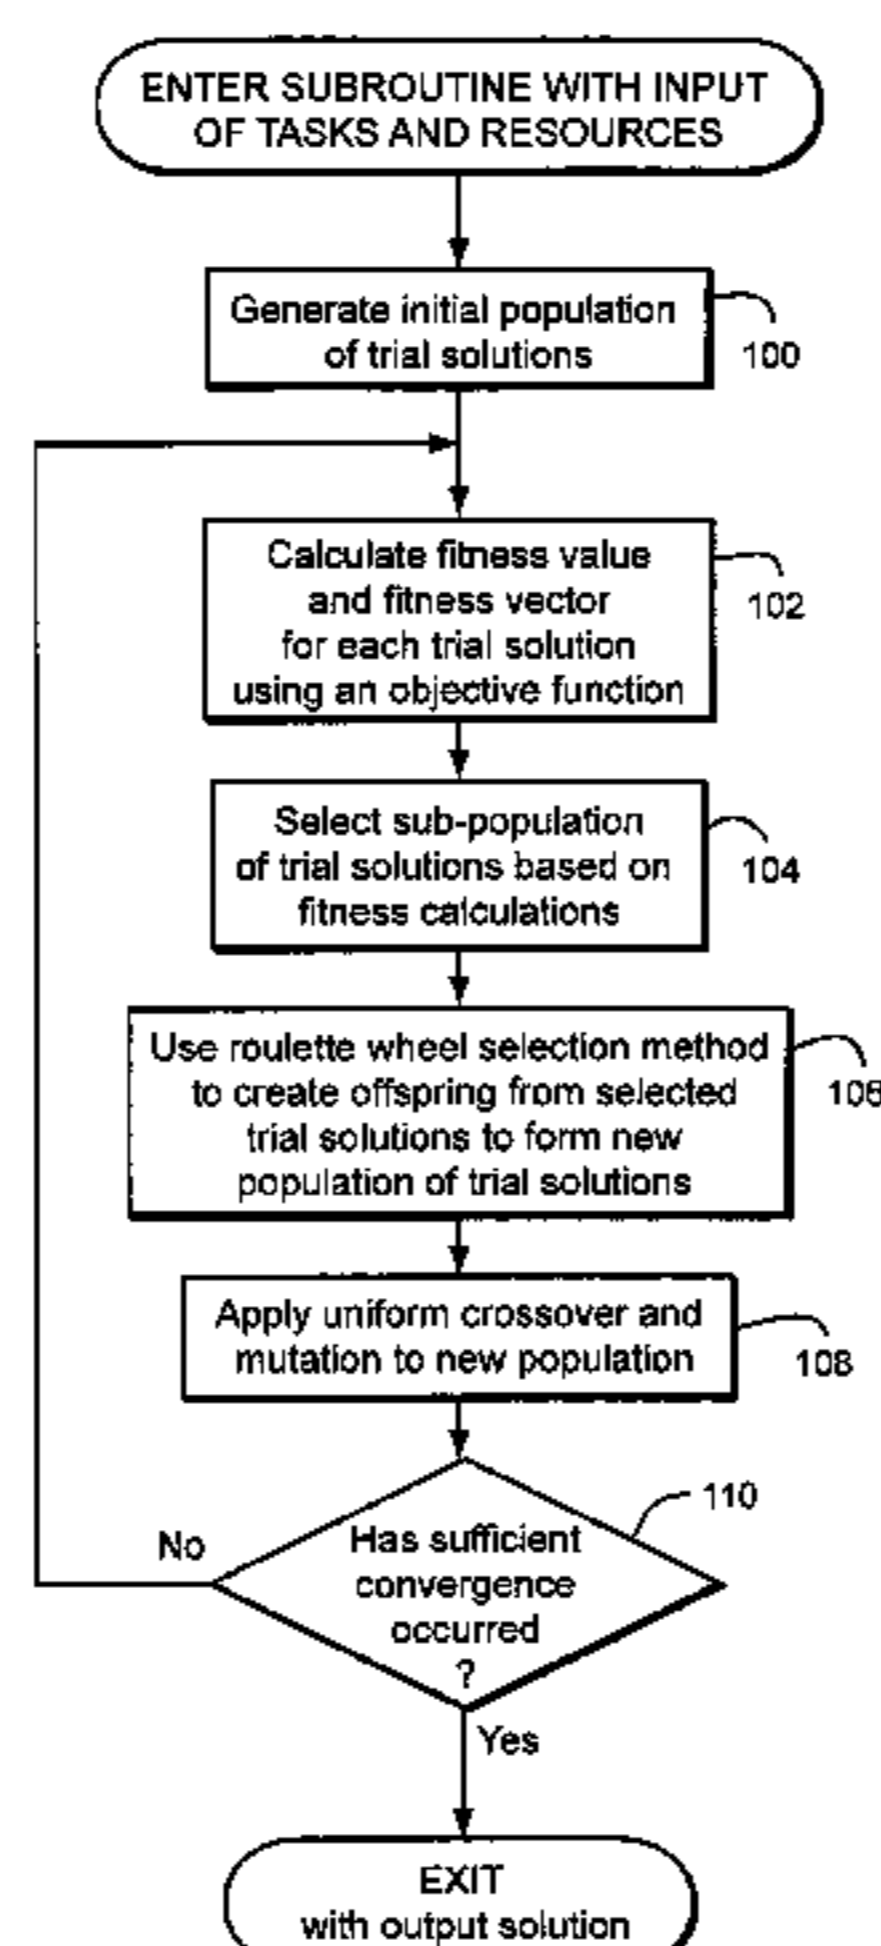 ENTER SUBROUTINE WITH INPUT
OF TASKS AND RESOURCES
Generate initial population
of trial solutions
100
Calculate fitness value
and fitness vector
for each trial solution
using an objective function
102
Select sub-population
of trial solutions based on
fitness calculations
104
Use roulette wheel selection method
to create offspring from selected
trial solutions to form new
population of trial solutions
106
Apply uniform crossover and
mutation to new population
108
110
Has sufficient
convergence
occurred
?
No
Yes
EXIT
with output solution